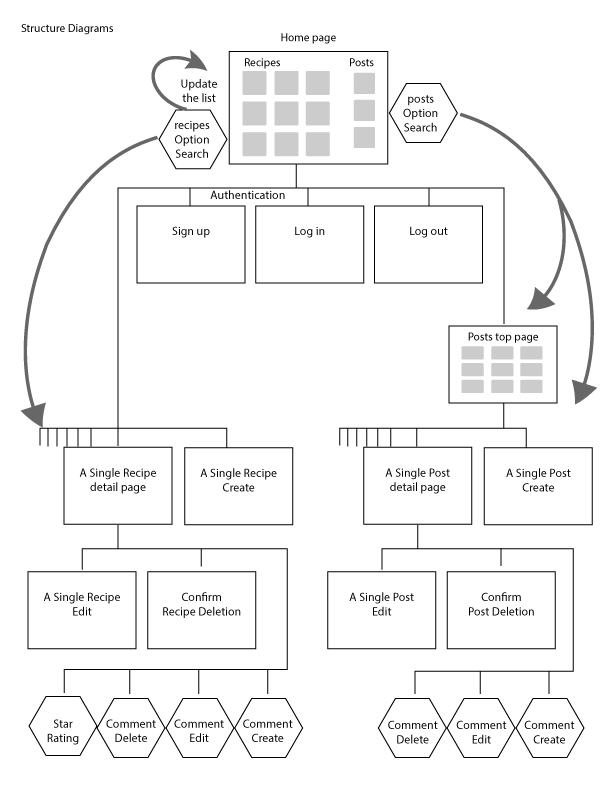 Structure Diagrams
Home page
Recipes
Posts
Update
the list
recipes
Option
Search
posts
Option
Search
Authentication
Sign up
Log in
Log out
Posts top page
A Single Recipe
detail page
A Single Recipe
Create
A Single Post
detail page
A Single Post
Create
A Single Recipe
Edit
Confirm
Recipe Deletion
A Single Post
Edit
Confirm
Post Deletion
Star
Rating
Comment
Delete
Comment
Edit
Comment
Create
Comment
Delete
Comment
Edit
Comment
Create